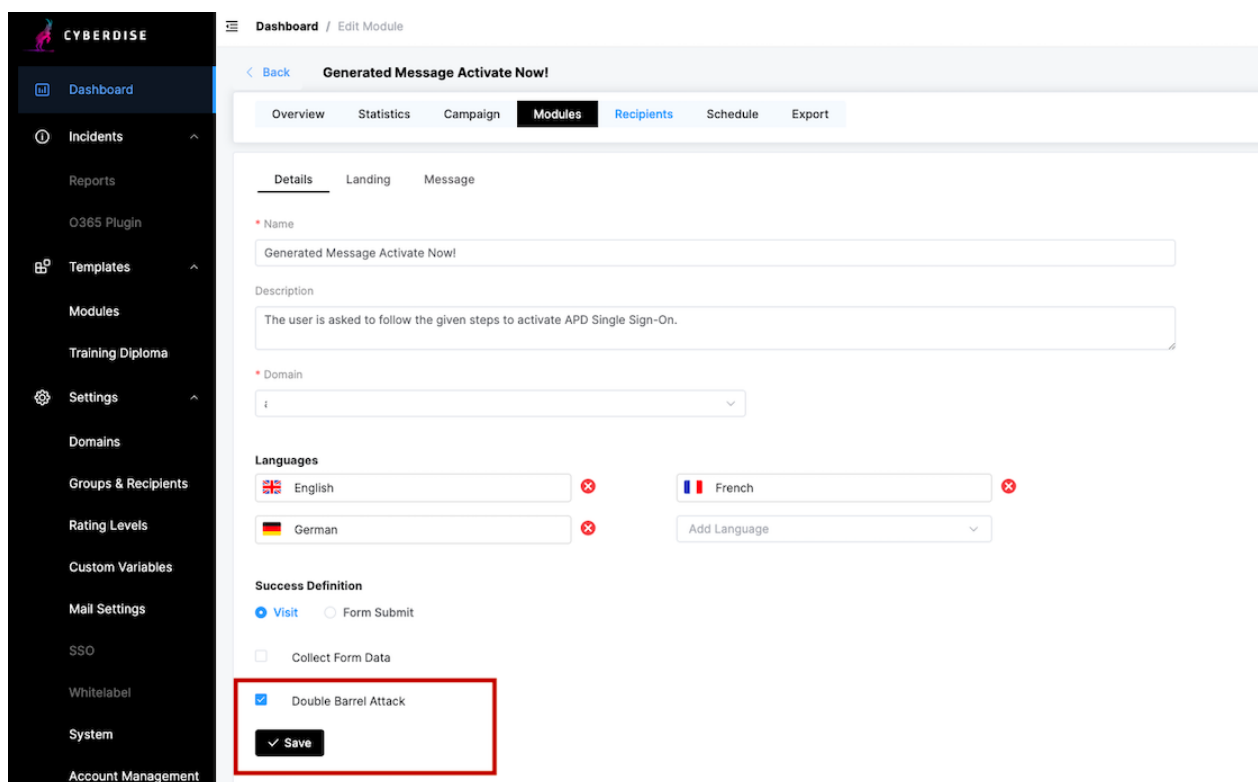 CYBERDISE
Dashboard / Edit Module
Dashboard
Incidents
Reports
O365 Plugin
Templates
Modules
Training Diploma
Settings
Domains
Groups & Recipients
Rating Levels
Custom Variables
Mail Settings
SSO
Whitelabel
System
Account Management
< Back Generated Message Activate Now!
Overview Statistics Campaign Modules Recipients Schedule Export
Details Landing Message
* Name
Generated Message Activate Now!
Description
The user is asked to follow the given steps to activate APD Single Sign-On.
* Domain
Languages
English French
German Add Language
Success Definition
Visit Form Submit
Collect Form Data
Double Barrel Attack
Save